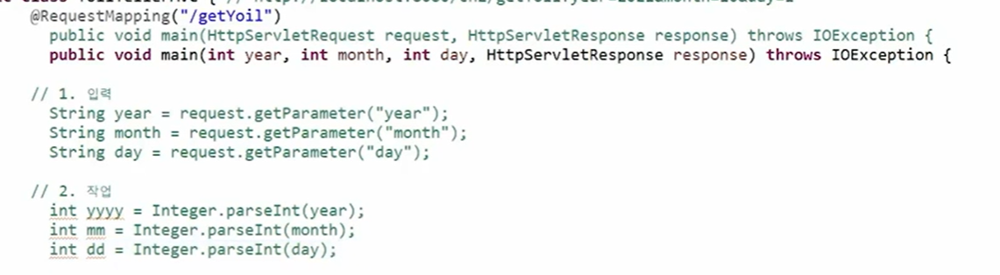 @RequestMapping("/getYoil")
public void main(HttpServletRequest request, HttpServletResponse response) throws IOException {
public void main(int year, int month, int day, HttpServletResponse response) throws IOException {
// 1. 입력
String year = request.getParameter("year");
String month = request.getParameter("month");
String day = request.getParameter("day");
// 2. 작업
int yyyy = Integer.parseInt(year);
int mm = Integer.parseInt(month);
int dd = Integer.parseInt(day);